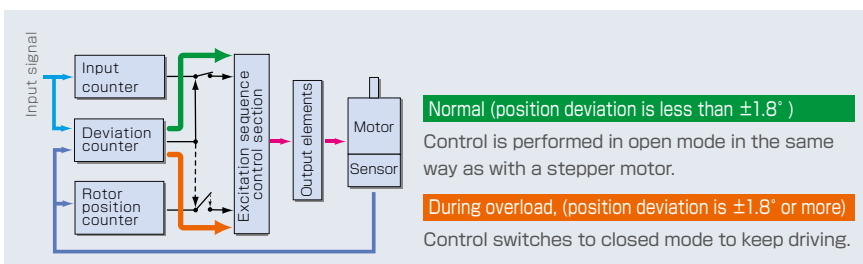 Input signal
Input
counter
Deviation
counter
Rotor
position
counter
Excitation sequence
control section
Output elements
Motor
Sensor
Normal (position deviation is less than ±1.8˚ )
Control is performed in open mode in the same
way as with a stepper motor.
During overload, (position deviation is ±1.8˚ or more)
Control switches to closed mode to keep driving.